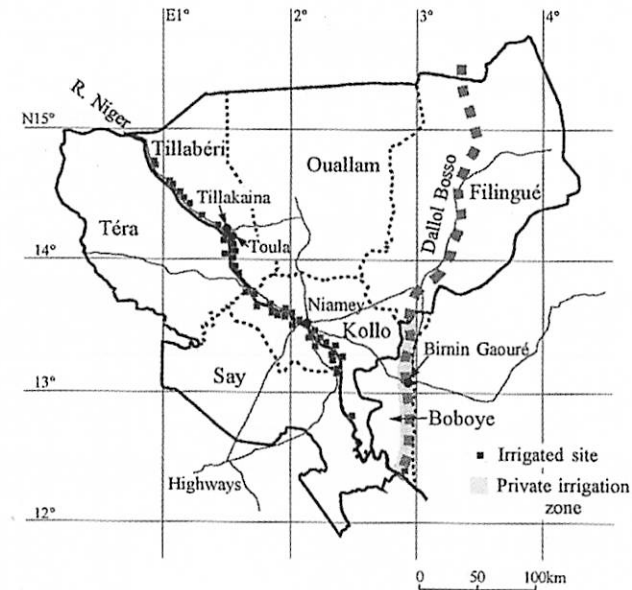 E1°
2°
3°
4°
R. Niger
N15°
Tillabéri
Ouallam
Dallol Bosso
Filingué
Tillakaina
Téra
Toula
14°
Niamey
Kollo
Birnin Gaouré
Say
13°
Boboye
Irrigated site
Highways
Private irrigation
zone
12°
0 50 100km